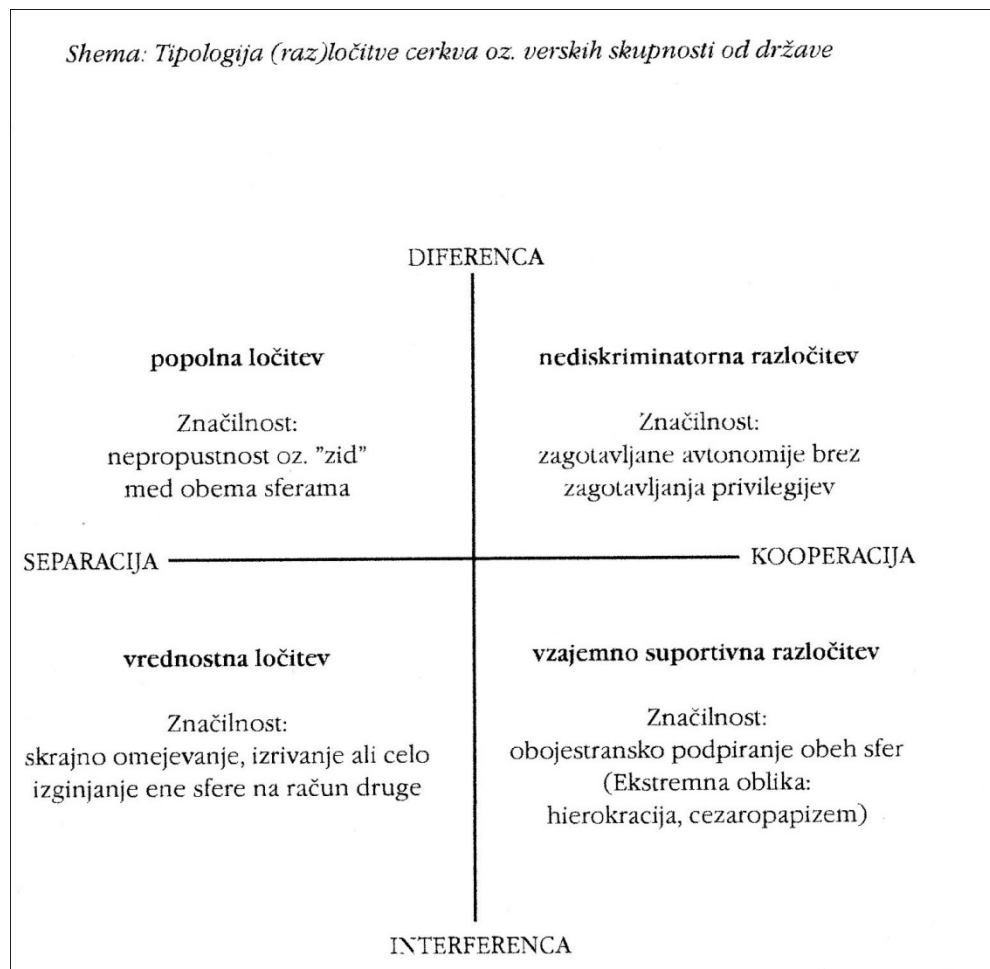 Shema: Tipologija (raz)ločitve cerkva oz. verskih skupnosti od države
DIFERENCA
popolna ločitev
Značilnost:
nepropustnost oz. "zid"
med obema sferama
nediskriminatorna razločitev
Značilnost:
zagotavljane avtonomije brez
zagotavljanja privilegijev
SEPARACIJA
KOOPERACIJA
vrednostna ločitev
Značilnost:
skrajno omejevanje, izrivanje ali celo
izginjanje ene sfere na račun druge
vzajemno suportivna razločitev
Značilnost:
obojestransko podpiranje obeh sfer
(Ekstremna oblika:
hierokracija, cezaropapizem)
INTERFERENCA